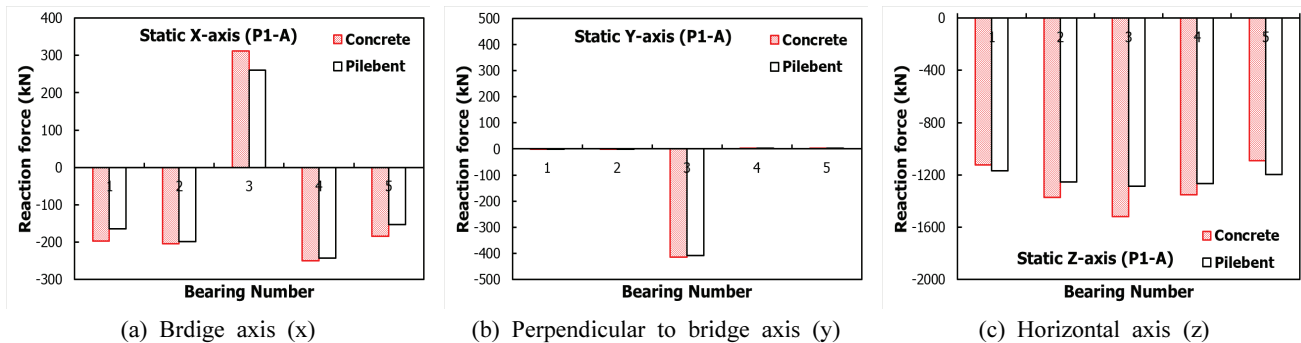 Static X-axis (P1-A)
Concrete
Pilebent
Reaction force (kN)
400
300
200
100
0
-100
-200
-300
1
2
3
4
5
Bearing Number
(a) Brdige axis (x)
Static Y-axis (P1-A)
Concrete
Pilebent
Reaction force (kN)
500
400
300
200
100
0
-100
-200
-300
-400
-500
1
2
3
4
5
Bearing Number
(b) Perpendicular to bridge axis (y)
Reaction force (kN)
0
-400
-800
-1200
-1600
-2000
1
2
3
4
5
Concrete
Pilebent
Static Z-axis (P1-A)
Bearing Number
(c) Horizontal axis (z)